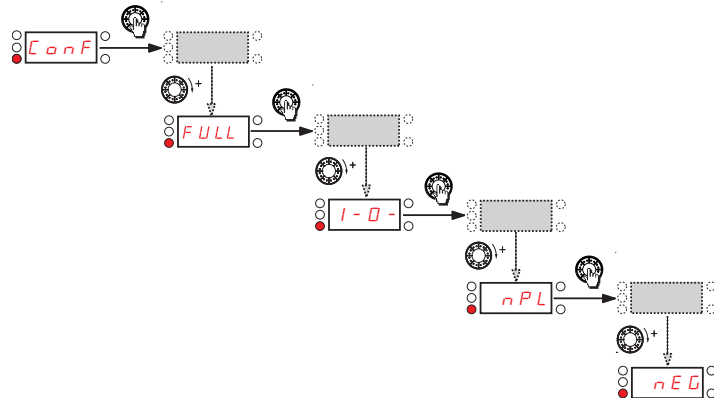 ConF
+
FULL
+
I-O-
+
nPL
+
nEG